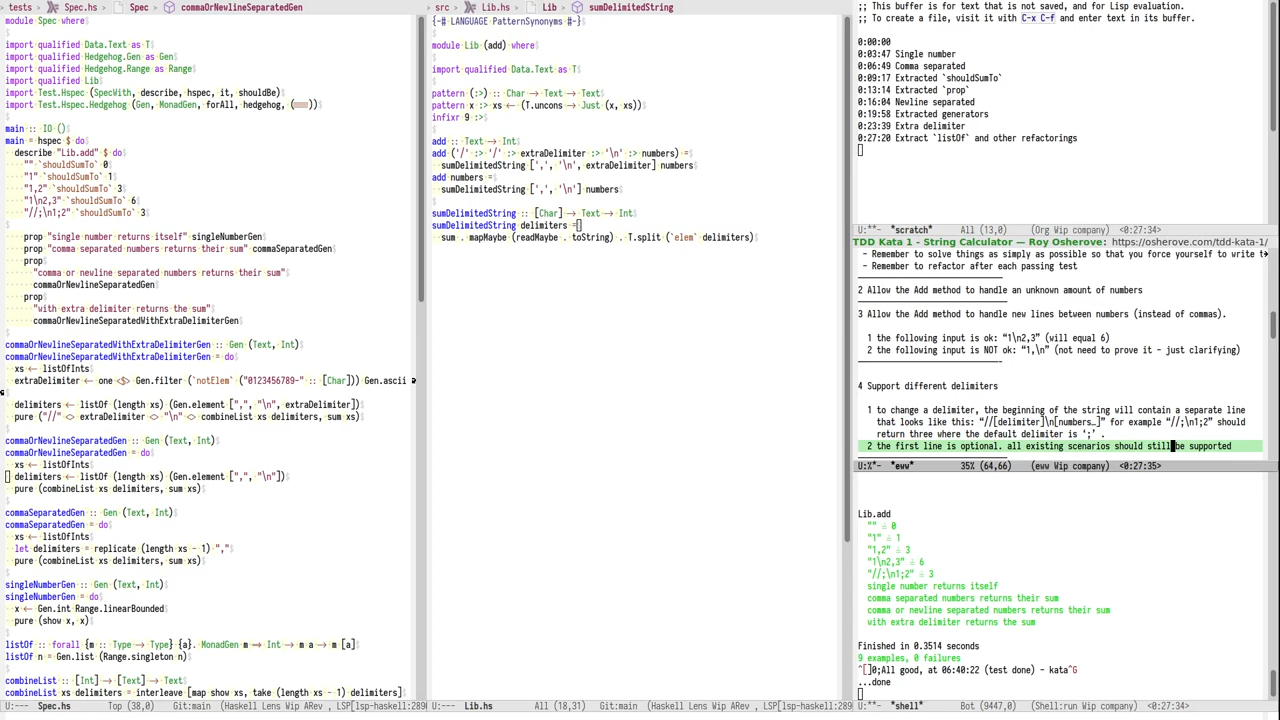 tests > Spec.hs > commaOrNewlineSeparatedGen
module Spec where
import qualified Data.Text as T
import qualified Hedgehog.Gen as Gen
import qualified Hedgehog.Range as Range
import qualified Lib
import Test.Hspec (SpecWith, describe, hspec, it, shouldBe)
import Test.Hspec.Hedgehog (Gen, MonadGen, forAll, hedgehog, (===))
main :: IO ()
main = hspec $ do
describe "Lib.add" $ do
"" `shouldSumTo` 0
"1" `shouldSumTo` 1
"1,2" `shouldSumTo` 3
"1\n2,3" `shouldSumTo` 6
"//;\n1;2" `shouldSumTo` 3
prop "single number returns itself" singleNumberGen
prop "comma separated numbers returns their sum" commaSeparatedGen
prop
"comma or newline separated numbers returns their sum"
commaOrNewlineSeparatedGen
prop
"with extra delimiter returns the sum"
commaOrNewlineSeparatedWithExtraDelimiterGen
commaOrNewlineSeparatedWithExtraDelimiterGen :: Gen (Text, Int)
commaOrNewlineSeparatedWithExtraDelimiterGen = do
xs ← listOfInts
extraDelimiter ← one <$> Gen.filter (`notElem` ("0123456789-" :: [Char])) Gen.ascii
delimiters ← listOf (length xs) (Gen.element [",", "\n", extraDelimiter])
pure ("//" <> extraDelimiter <> "\n" <> combineList xs delimiters, sum xs)
commaOrNewlineSeparatedGen :: Gen (Text, Int)
commaOrNewlineSeparatedGen = do
xs ← listOfInts
delimiters ← listOf (length xs) (Gen.element [",", "\n"])
pure (combineList xs delimiters, sum xs)
commaSeparatedGen :: Gen (Text, Int)
commaSeparatedGen = do
xs ← listOfInts
let delimiters = replicate (length xs - 1) ","
pure (combineList xs delimiters, sum xs)
singleNumberGen :: Gen (Text, Int)
singleNumberGen = do
x ← Gen.int Range.linearBounded
pure (show x, x)
listOf :: forall {m :: Type → Type} {a}. MonadGen m ⇒ Int → m a → m [a]
listOf n = Gen.list (Range.singleton n)
combineList :: [Int] → [Text] → Text
combineList xs delimiters = interleave [map show xs, take (length xs - 1) delimiters]
U:--- Spec.hs Top (38,0) Git:main (Haskell Lens Wip ARev , LSP[lsp-haskell:289
src > Lib.hs > Lib > sumDelimitedString
{-# LANGUAGE PatternSynonyms #-}
module Lib (add) where
import qualified Data.Text as T
pattern (:>) :: Char → Text → Text
pattern x :> xs ← (T.uncons → Just (x, xs))
infixr 9 :>
add :: Text → Int
add ('/' :> '/' :> extraDelimiter :> '\n' :> numbers) =
sumDelimitedString [',', '\n', extraDelimiter] numbers
add numbers =
sumDelimitedString [',', '\n'] numbers
sumDelimitedString :: [Char] → Text → Int
sumDelimitedString delimiters =
sum . mapMaybe (readMaybe . toString) . T.split (`elem` delimiters)
U:--- Lib.hs All (18,31) Git:main (Haskell Lens Wip ARev , LSP[lsp-haskell:289
;; This buffer is for text that is not saved, and for Lisp evaluation.
;; To create a file, visit it with C-x C-f and enter text in its buffer.
0:00:00
0:03:47 Single number
0:06:49 Comma separated
0:09:17 Extracted `shouldSumTo`
0:13:14 Extracted `prop`
0:16:04 Newline separated
0:19:58 Extracted generators
0:23:39 Extra delimiter
0:27:20 Extract `listOf` and other refactorings
U:**- *scratch* All (13,0) (Org Wip company) <0:27:34>
TDD Kata 1 - String Calculator — Roy Osherove: https://osherove.com/tdd-kata-1/
- Remember to solve things as simply as possible so that you force yourself to write t
- Remember to refactor after each passing test
2 Allow the Add method to handle an unknown amount of numbers
3 Allow the Add method to handle new lines between numbers (instead of commas).
1 the following input is ok: “1\n2,3” (will equal 6)
2 the following input is NOT ok: “1,\n” (not need to prove it - just clarifying)
4 Support different delimiters
1 to change a delimiter, the beginning of the string will contain a separate line
that looks like this: “//[delimiter]\n[numbers…]” for example “//;\n1;2” should
return three where the default delimiter is ‘;’ .
2 the first line is optional. all existing scenarios should still be supported
U:%*- *eww* 35% (64,66) (eww Wip company) <0:27:35>
Lib.add
"" ≟ 0
"1" ≟ 1
"1,2" ≟ 3
"1\n2,3" ≟ 6
"//;\n1;2" ≟ 3
single number returns itself
comma separated numbers returns their sum
comma or newline separated numbers returns their sum
with extra delimiter returns the sum
Finished in 0.3514 seconds
9 examples, 0 failures
^[]0;All good, at 06:40:22 (test done) - kata^G
...done
U:**- *shell* Bot (9447,0) (Shell:run Wip company) <0:27:34>